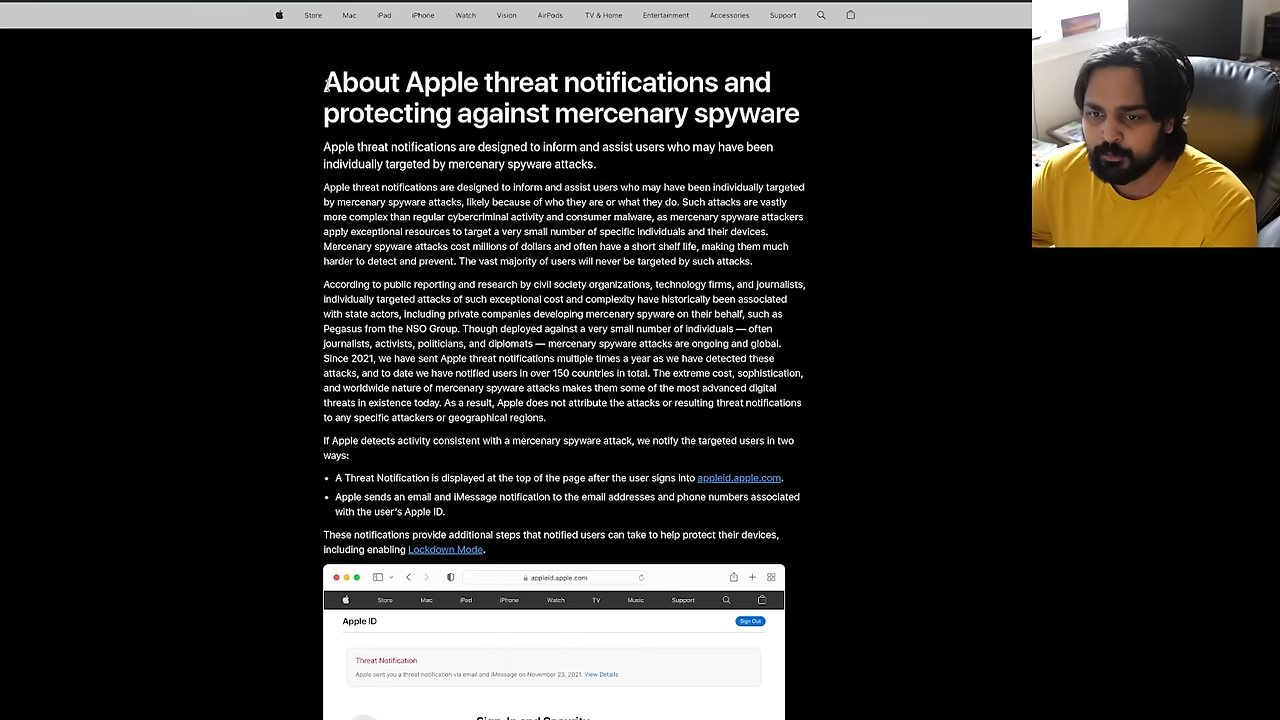 Store Mac iPad iPhone Watch Vision AirPods TV & Home Entertainment Accessories Support
About Apple threat notifications and
protecting against mercenary spyware
Apple threat notifications are designed to inform and assist users who may have been
individually targeted by mercenary spyware attacks.
Apple threat notifications are designed to inform and assist users who may have been individually targeted
by mercenary spyware attacks, likely because of who they are or what they do. Such attacks are vastly
more complex than regular cybercriminal activity and consumer malware, as mercenary spyware attackers
apply exceptional resources to target a very small number of specific individuals and their devices.
Mercenary spyware attacks cost millions of dollars and often have a short shelf life, making them much
harder to detect and prevent. The vast majority of users will never be targeted by such attacks.
According to public reporting and research by civil society organizations, technology firms, and journalists,
individually targeted attacks of such exceptional cost and complexity have historically been associated
with state actors, including private companies developing mercenary spyware on their behalf, such as
Pegasus from the NSO Group. Though deployed against a very small number of individuals — often
journalists, activists, politicians, and diplomats — mercenary spyware attacks are ongoing and global.
Since 2021, we have sent Apple threat notifications multiple times a year as we have detected these
attacks, and to date we have notified users in over 150 countries in total. The extreme cost, sophistication,
and worldwide nature of mercenary spyware attacks makes them some of the most advanced digital
threats in existence today. As a result, Apple does not attribute the attacks or resulting threat notifications
to any specific attackers or geographical regions.
If Apple detects activity consistent with a mercenary spyware attack, we notify the targeted users in two
ways:
• A Threat Notification is displayed at the top of the page after the user signs into appleid.apple.com.
• Apple sends an email and iMessage notification to the email addresses and phone numbers associated
with the user's Apple ID.
These notifications provide additional steps that notified users can take to help protect their devices,
including enabling Lockdown Mode.
appleid.apple.com
Store Mac iPad iPhone Watch TV Music Support
Apple ID Sign Out
Threat Notification
Apple sent you a threat notification via email and iMessage on November 23, 2021. View Details
Sign-In and Security